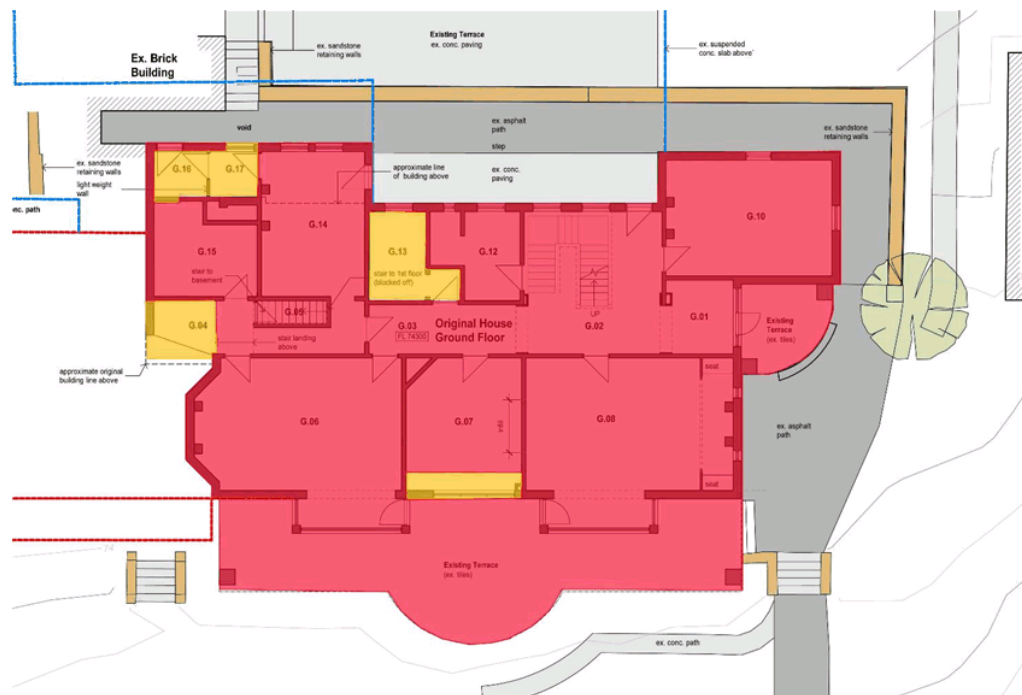 Existing Terrace
ex. conc. paving
ex. sandstone
retaining walls
ex. suspended
conc. slab above'
Ex. Brick
Building
void
ex. asphalt
path
ex. sandstone
retaining walls
step
ex. sandstone
retaining walls
light weight
wall
G.16
G.17
approximate line
of building above
ex. conc.
paving
nc. path
G.14
G.10
G.15
G.13
G.12
stair to
basement
stair to 1st floor
(blocked off)
G.05
UP
G.01
G.04
G.03
FL 74300
Original House
Ground Floor
G.02
Existing
Terrace
(ex. tiles)
stair landing
above
approximate original
building line above
seat
G.06
G.07
G.08
ex. asphalt
path
seat
74
Existing Terrace
(ex. tiles)
ex. conc. path